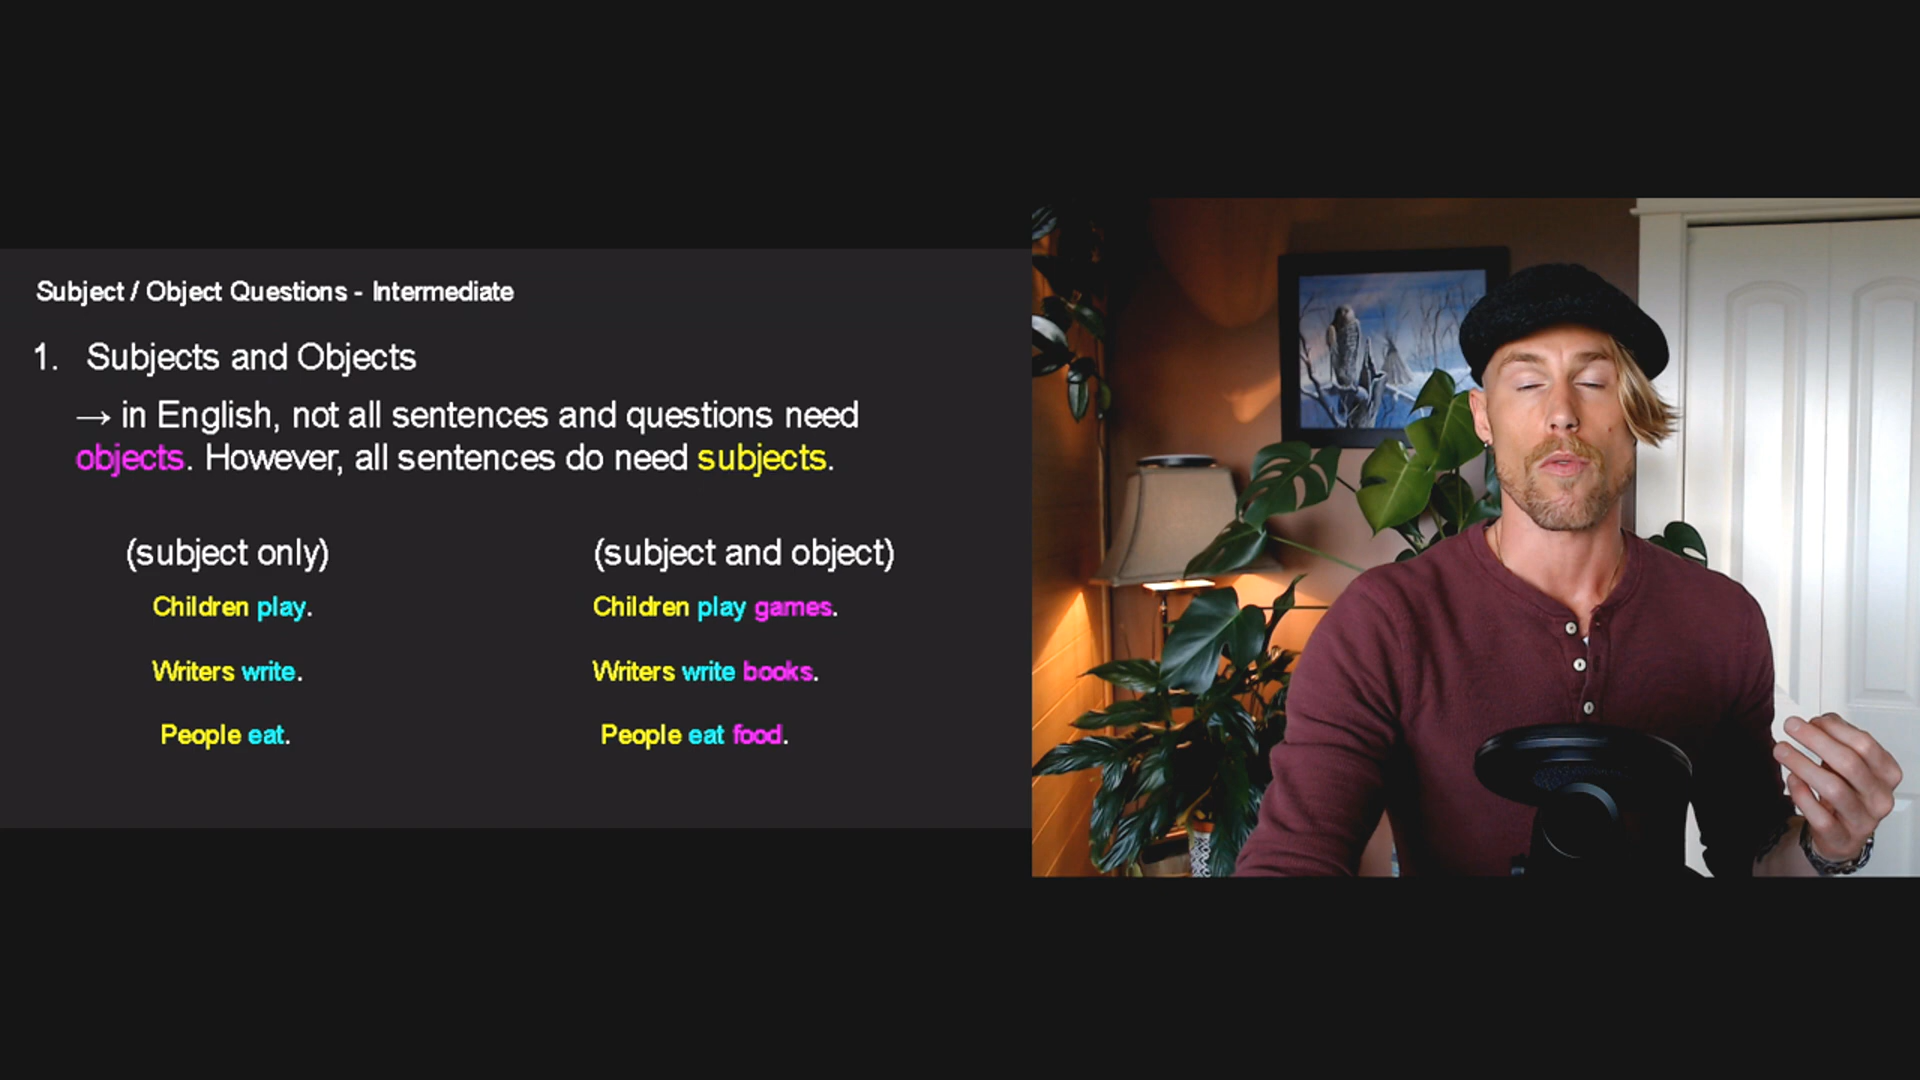 Subject / Object Questions - Intermediate
1. Subjects and Objects
→ in English, not all sentences and questions need
objects. However, all sentences do need subjects.
(subject only)
(subject and object)
Children play.
Children play games.
Writers write.
Writers write books.
People eat.
People eat food.